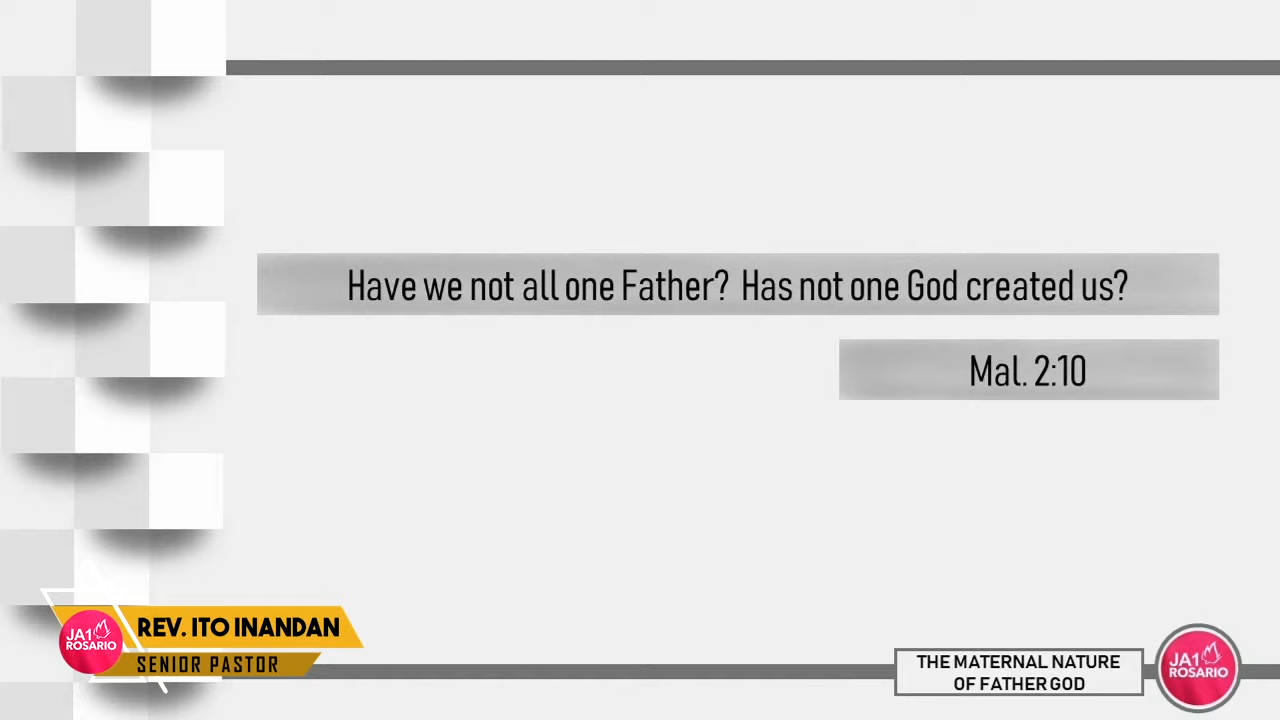 Have we not all one Father? Has not one God created us?
Mal. 2:10
JA1
ROSARIO
REV. ITO INANDAN
SENIOR PASTOR
THE MATERNAL NATURE
OF FATHER GOD
JA1
ROSARIO